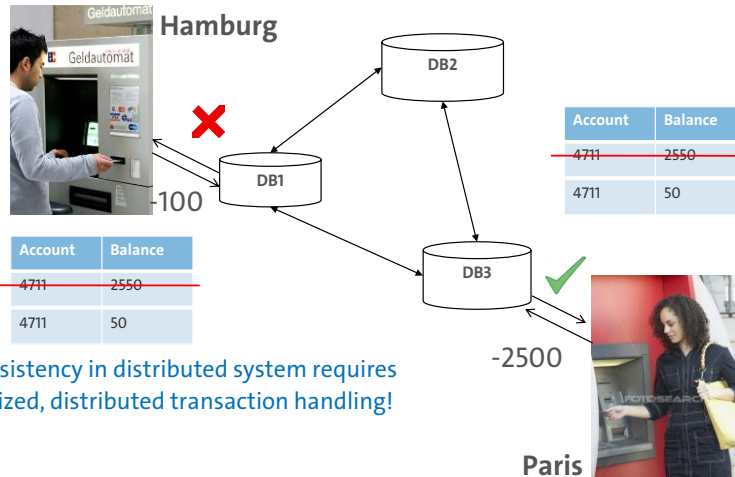 Geldautomat
Hamburg
Geldautomat
DB2
Account Balance
4711 2550
4711 50
DB1
-100
Account Balance
4711 2550
4711 50
DB3
-2500
sistency in distributed system requires
ized, distributed transaction handling!
FOTOSEARCH
Paris